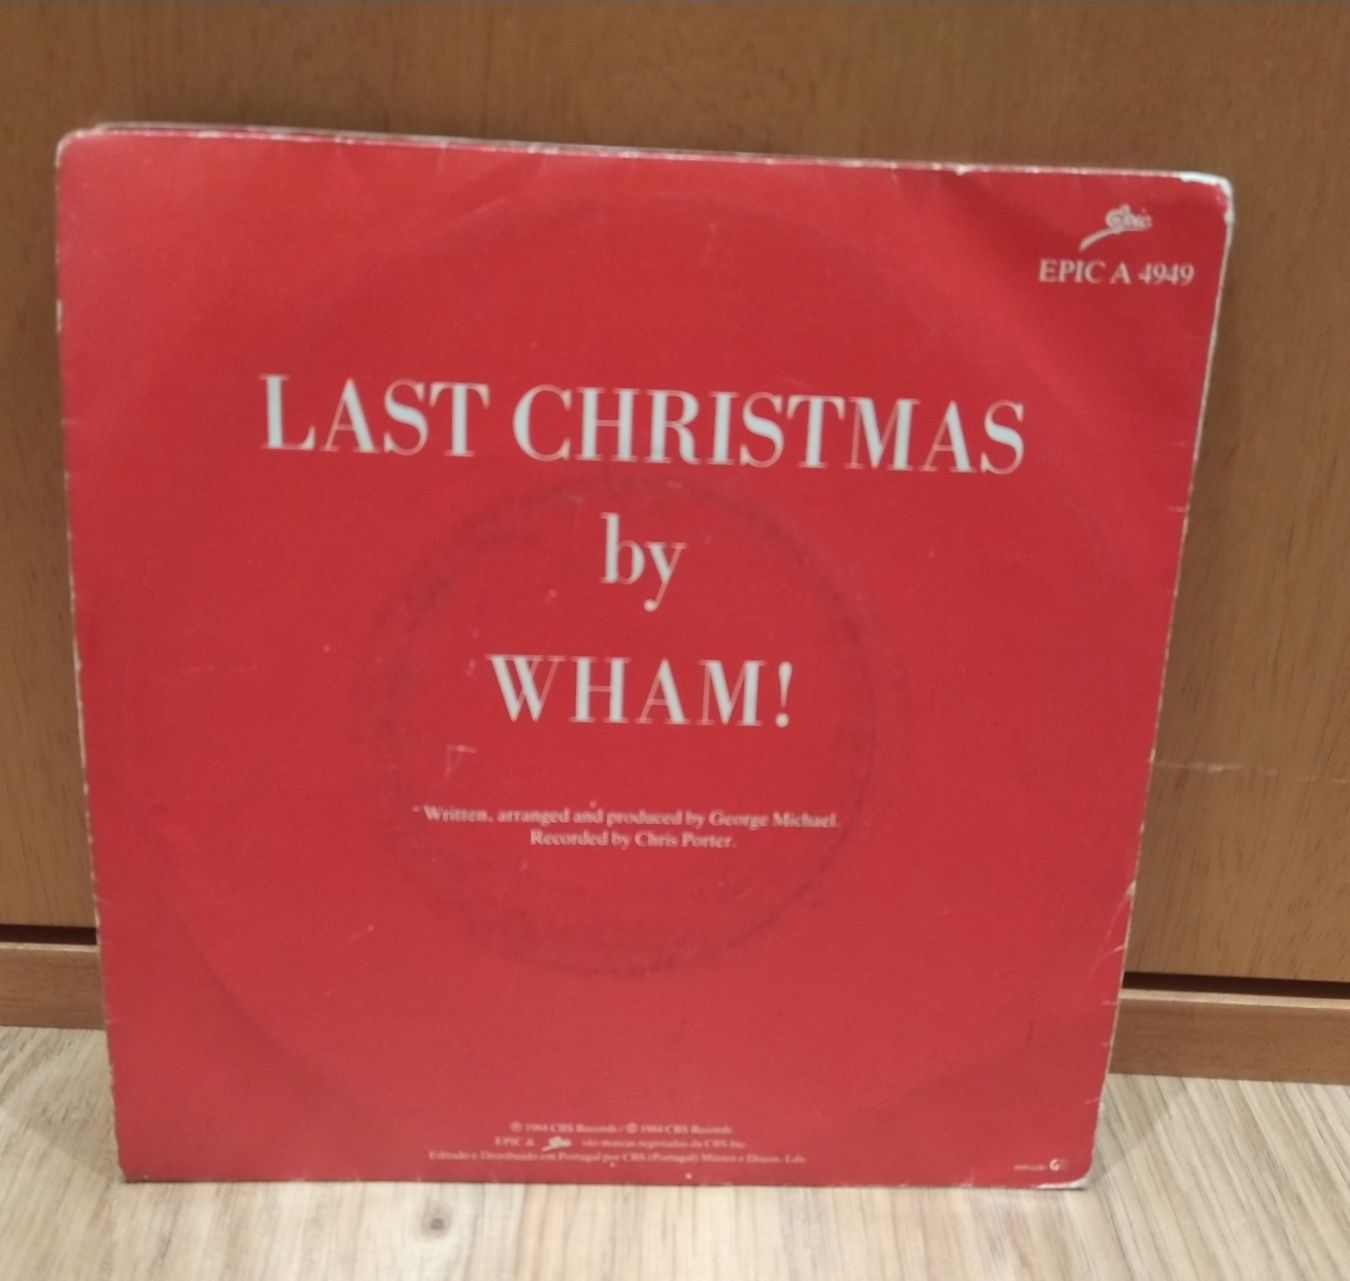 Epic
EPIC A 4949
LAST CHRISTMAS
by
WHAM!
Written, arranged and produced by George Michael.
Recorded by Chris Porter.
℗ 1984 CBS Records / © 1984 CBS Records
EPIC & são marcas registadas da CBS Inc.
Editado e Distribuído em Portugal por CBS (Portugal) Música e Discos, Lda.